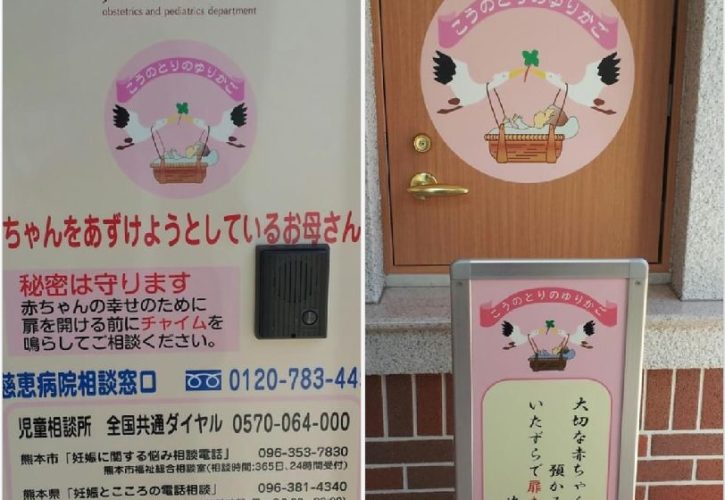 obstetrics and pediatrics department
こうのとりのゆりかご
ちゃんをあずけようとしているお母さん
秘密は守ります
赤ちゃんの幸せのために
扉を開ける前にチャイムを
鳴らしてご相談ください。
慈恵病院相談窓口 0120-783-44
児童相談所 全国共通ダイヤル 0570-064-000
熊本市「妊娠に関する悩み相談電話」 096-353-7830
熊本市福祉総合相談室(相談時間:365日、24時間受付)
熊本県「妊娠とこころの電話相談」 096-381-4340
こうのとりのゆりかご
こうのとりのゆりかご
大切な赤ちゃん
預かる
いたずらで扉